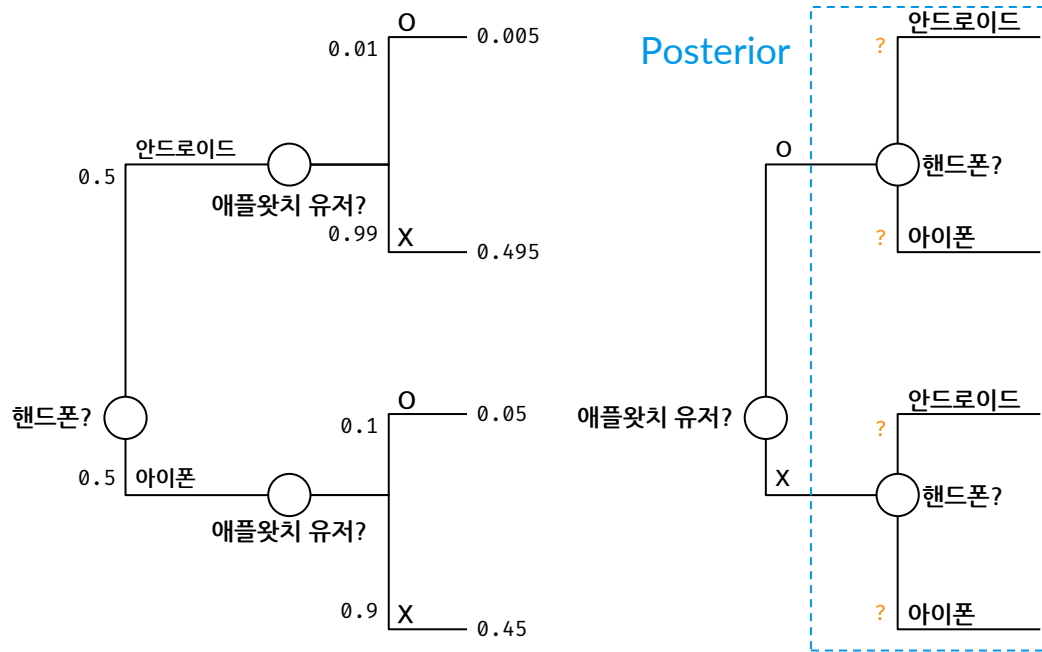 O
0.01
0.005
안드로이드
0.5
애플왓치 유저?
0.99
X
0.495
핸드폰?
0.5
아이폰
애플왓치 유저?
O
0.1
0.05
0.9
X
0.45
Posterior
안드로이드
?
O
핸드폰?
?
아이폰
애플왓치 유저?
X
안드로이드
?
핸드폰?
?
아이폰